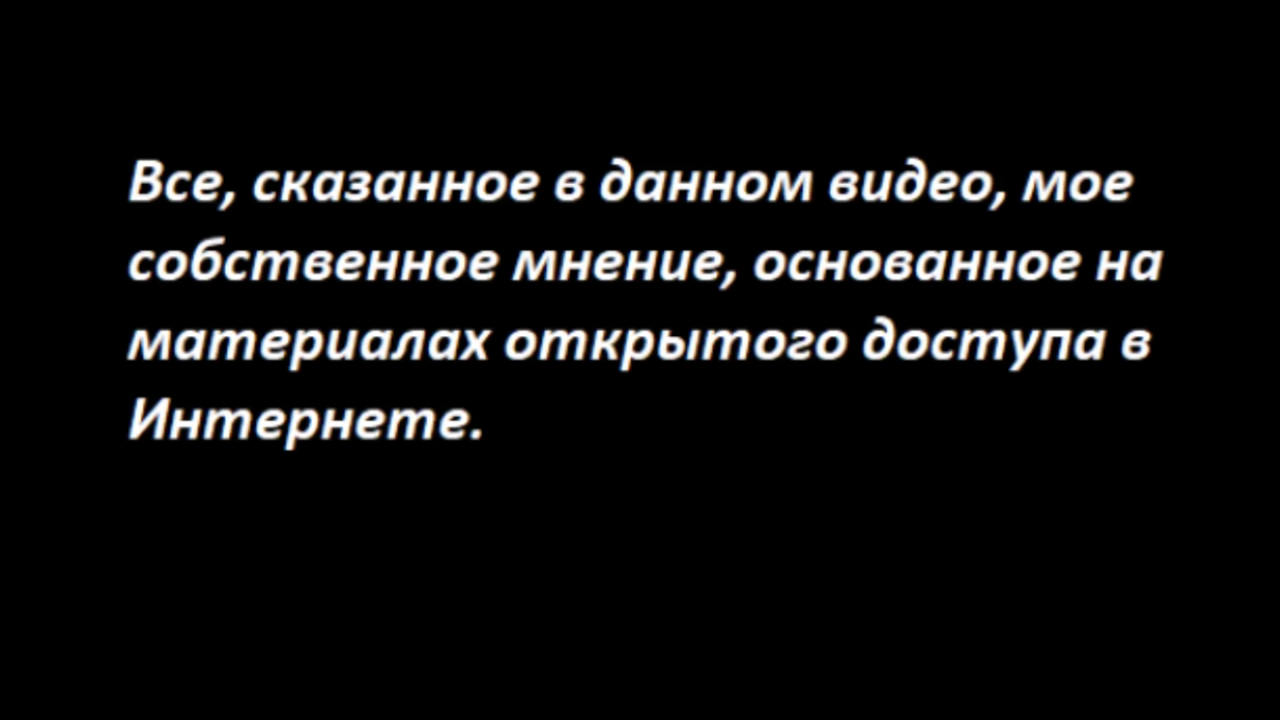 Все, сказанное в данном видео, мое
собственное мнение, основанное на
материалах открытого доступа в
Интернете.